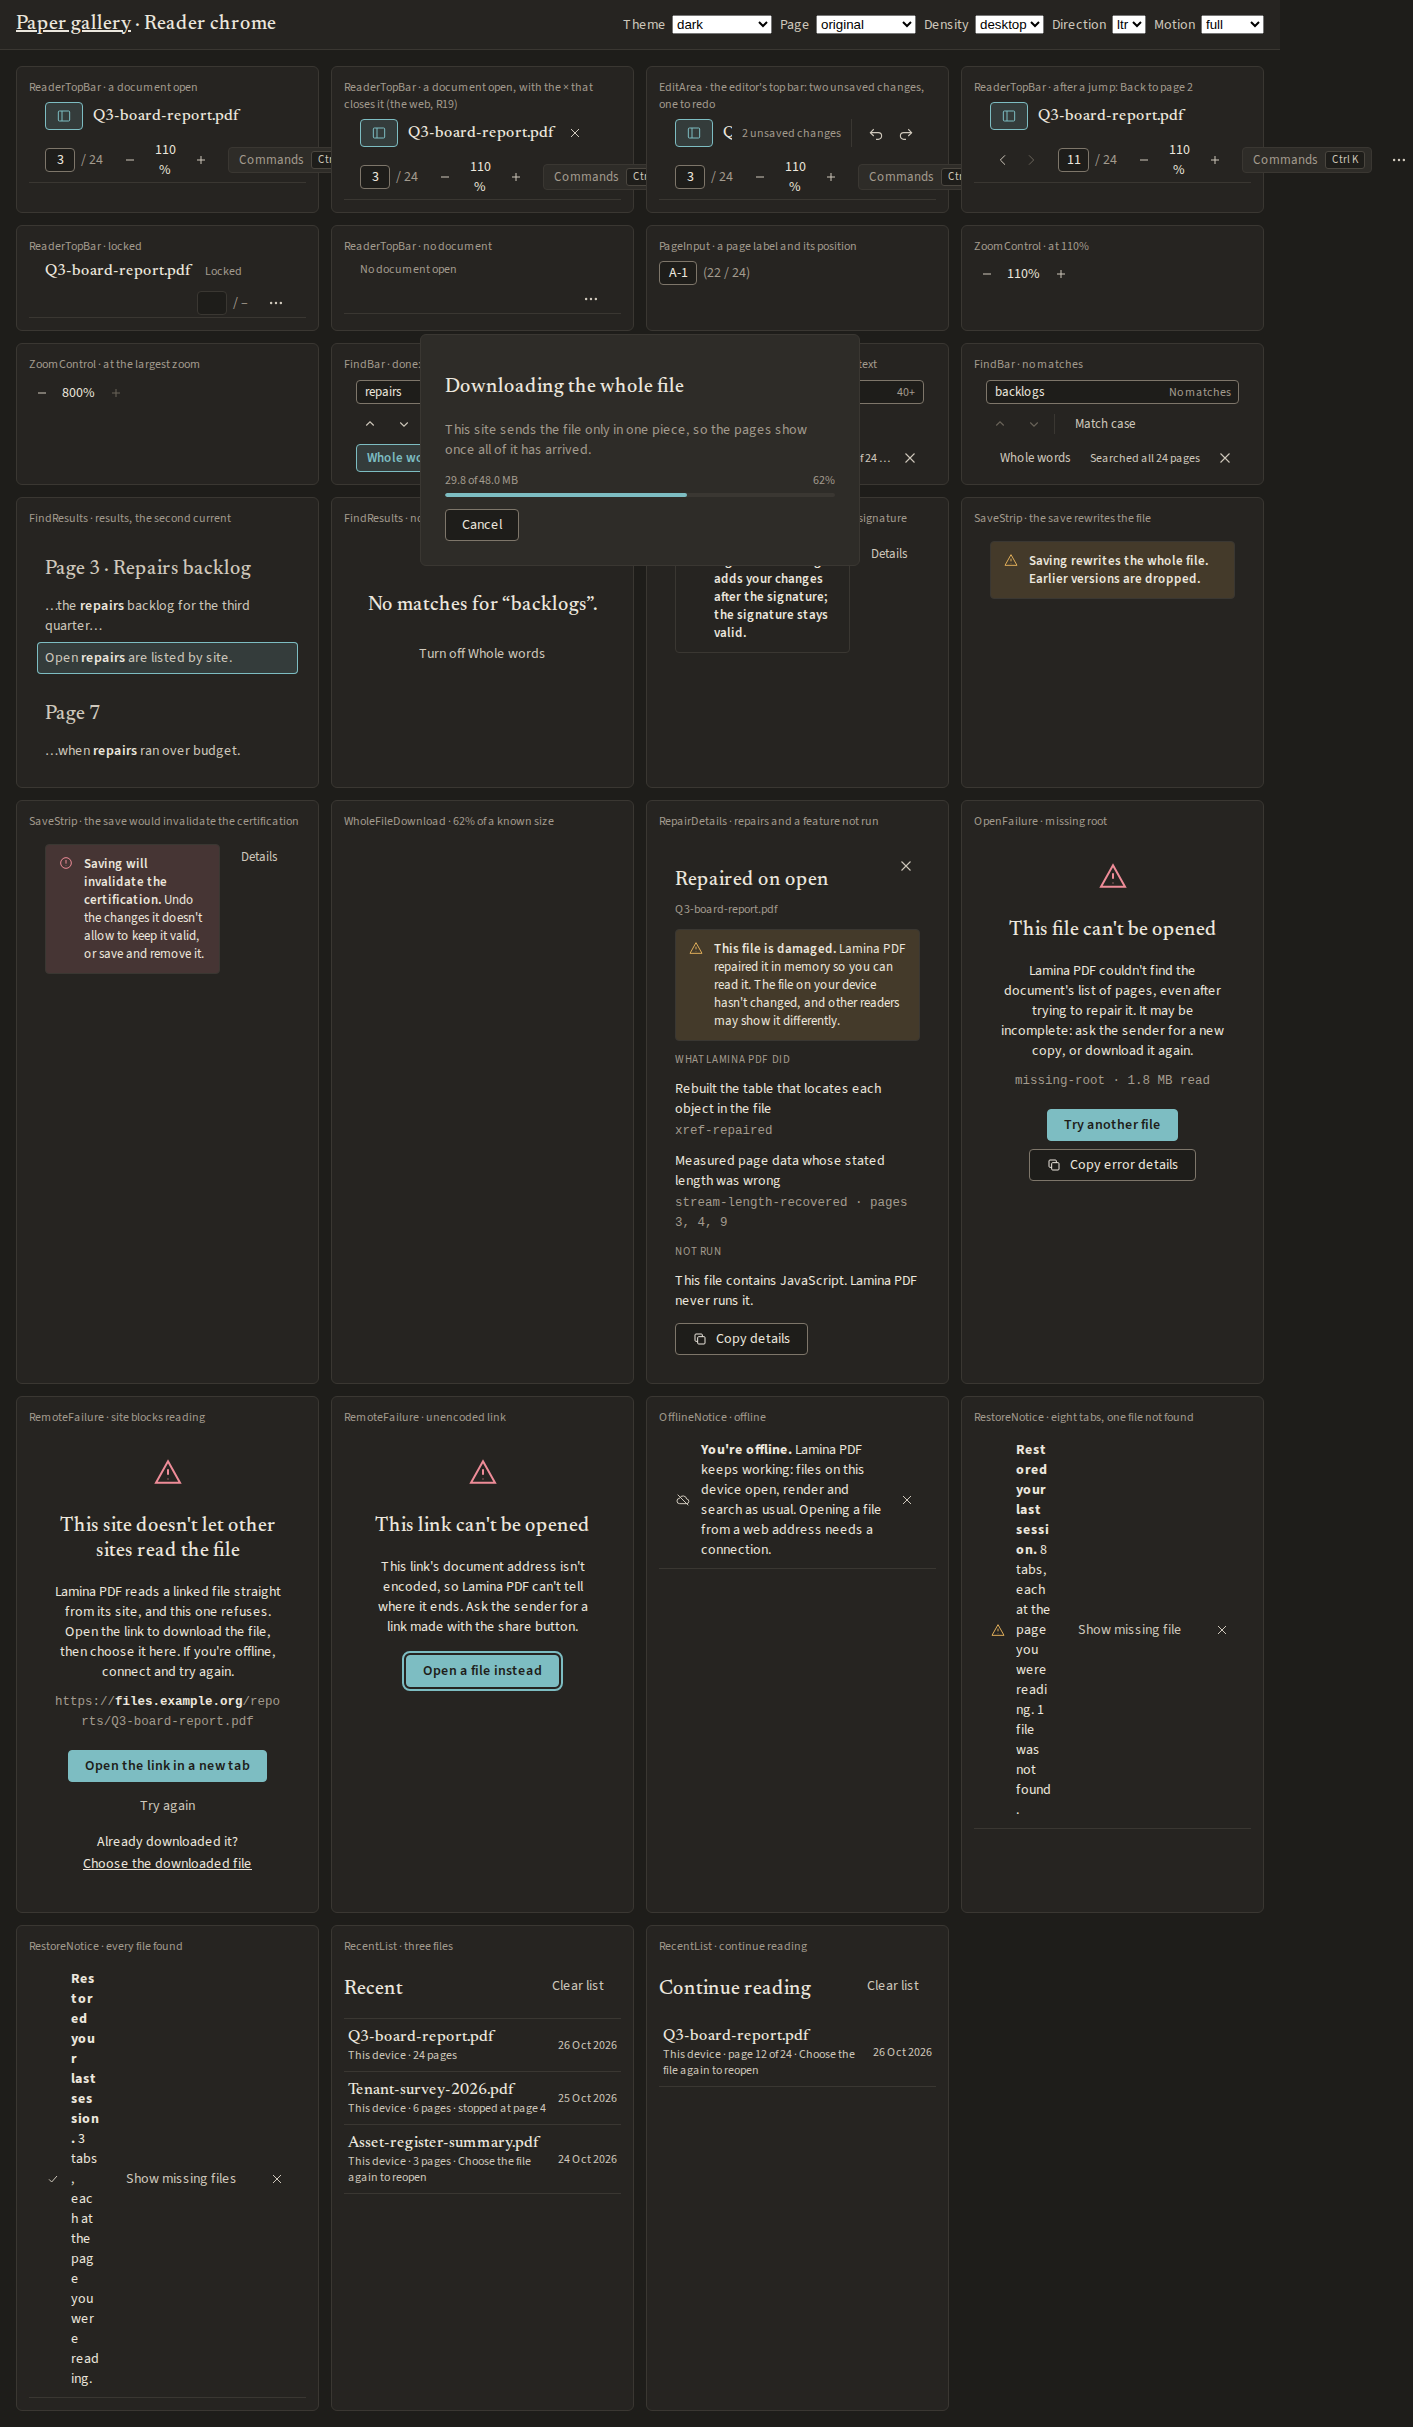 Paper gallery · Reader chrome
Theme dark Page original Density desktop Direction ltr Motion full
ReaderTopBar · a document open
Q3-board-report.pdf
3 / 24 − 110 % + Commands
ReaderTopBar · a document open, with the × that
closes it (the web, R19)
Q3-board-report.pdf ×
3 / 24 − 110 % + Commands
EditArea · the editor's top bar: two unsaved changes,
one to redo
2 unsaved changes
3 / 24 − 110 % + Commands
ReaderTopBar · after a jump: Back to page 2
Q3-board-report.pdf
11 / 24 − 110 % + Commands Ctrl K ···
ReaderTopBar · locked
Q3-board-report.pdf Locked
/ – ···
ReaderTopBar · no document
No document open
···
PageInput · a page label and its position
A-1 (22 / 24)
ZoomControl · at 110%
− 110% +
ZoomControl · at the largest zoom
− 800% +
FindBar · done:
repairs
Whole
text
40+
f 24 …
FindBar · no matches
backlogs No matches
Match case
Whole words Searched all 24 pages
Downloading the whole file
This site sends the file only in one piece, so the pages show
once all of it has arrived.
29.8 of 48.0 MB 62%
Cancel
FindResults · results, the second current
Page 3 · Repairs backlog
…the repairs backlog for the third
quarter…
Open repairs are listed by site.
Page 7
…when repairs ran over budget.
FindResults ·
No matches for “backlogs”.
Turn off Whole words
signature
Details
adds your changes
after the signature;
the signature stays
valid.
SaveStrip · the save rewrites the file
Saving rewrites the whole file.
Earlier versions are dropped.
SaveStrip · the save would invalidate the certification
Saving will
invalidate the
certification. Undo
the changes it doesn't
allow to keep it valid,
or save and remove it.
Details
WholeFileDownload · 62% of a known size
RepairDetails · repairs and a feature not run
Repaired on open
Q3-board-report.pdf
This file is damaged. Lamina PDF
repaired it in memory so you can
read it. The file on your device
hasn't changed, and other readers
may show it differently.
WHAT LAMINA PDF DID
Rebuilt the table that locates each
object in the file
xref-repaired
Measured page data whose stated
length was wrong
stream-length-recovered · pages
3, 4, 9
NOT RUN
This file contains JavaScript. Lamina PDF
never runs it.
Copy details
OpenFailure · missing root
This file can't be opened
Lamina PDF couldn't find the
document's list of pages, even after
trying to repair it. It may be
incomplete: ask the sender for a new
copy, or download it again.
missing-root · 1.8 MB read
Try another file
Copy error details
RemoteFailure · site blocks reading
This site doesn't let other
sites read the file
Lamina PDF reads a linked file straight
from its site, and this one refuses.
Open the link to download the file,
then choose it here. If you're offline,
connect and try again.
https://files.example.org/repo
rts/Q3-board-report.pdf
Open the link in a new tab
Try again
Already downloaded it?
Choose the downloaded file
RemoteFailure · unencoded link
This link can't be opened
This link's document address isn't
encoded, so Lamina PDF can't tell
where it ends. Ask the sender for a
link made with the share button.
Open a file instead
OfflineNotice · offline
You're offline. Lamina PDF
keeps working: files on this
device open, render and
search as usual. Opening a file
from a web address needs a
connection.
RestoreNotice · eight tabs, one file not found
Rest
ored
your
last
sessi
on. 8
tabs,
each
at the
page
you
were
readi
ng. 1
file
was
not
found
.
Show missing file
RestoreNotice · every file found
Res
tor
ed
you
r
last
ses
sion
. 3
tabs
,
eac
h at
the
pag
e
you
wer
e
read
ing.
Show missing files
RecentList · three files
Recent Clear list
Q3-board-report.pdf
This device · 24 pages
26 Oct 2026
Tenant-survey-2026.pdf
This device · 6 pages · stopped at page 4
25 Oct 2026
Asset-register-summary.pdf
This device · 3 pages · Choose the file
again to reopen
24 Oct 2026
RecentList · continue reading
Continue reading Clear list
Q3-board-report.pdf
This device · page 12 of 24 · Choose the
file again to reopen
26 Oct 2026